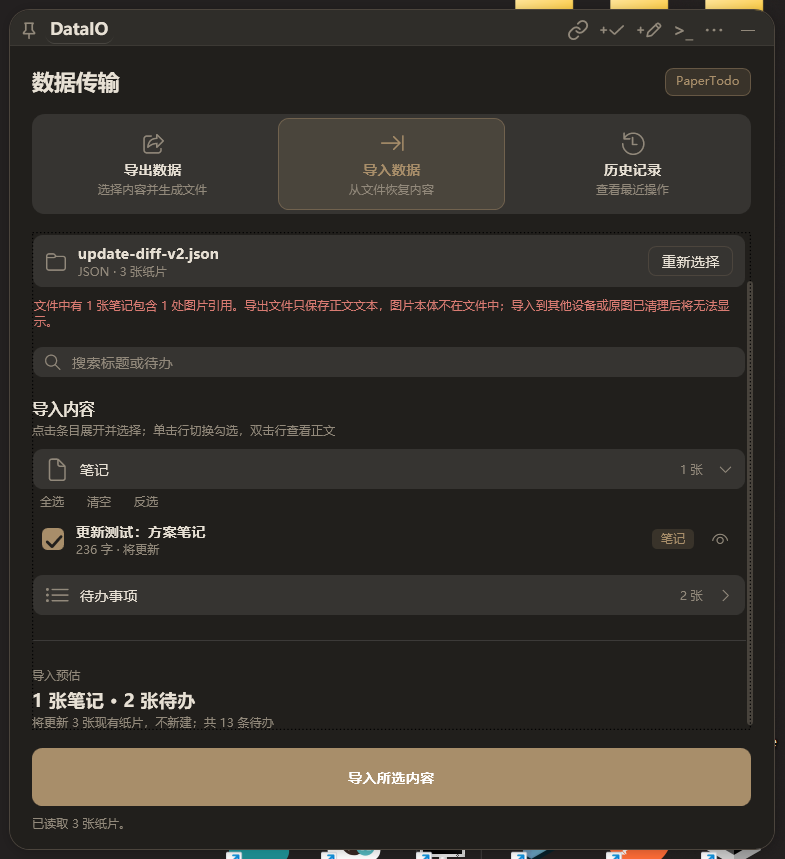 DataIO
数据传输
PaperTodo
导出数据
选择内容并生成文件
导入数据
从文件恢复内容
历史记录
查看最近操作
update-diff-v2.json
JSON · 3 张纸片
重新选择
文件中有 1 张笔记包含 1 处图片引用。导出文件只保存正文文本，图片本体不在文件中；导入到其他设备或原图已清理后将无法显
示。
搜索标题或待办
导入内容
点击条目展开并选择；单击行切换勾选，双击行查看正文
笔记
1 张
全选 清空 反选
更新测试：方案笔记
236 字 · 将更新
笔记
待办事项
2 张
导入预估
1 张笔记 • 2 张待办
将更新 3 张现有纸片，不新建；共 13 条待办
导入所选内容
已读取 3 张纸片。